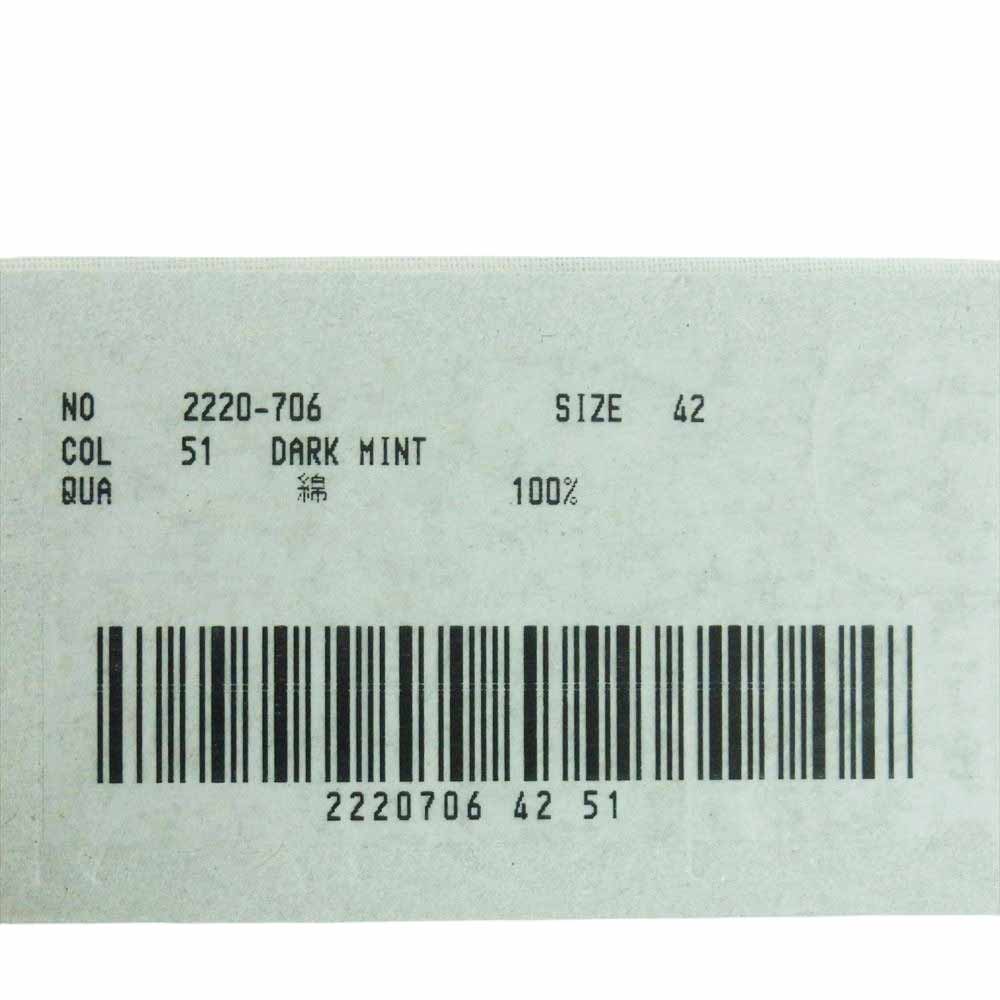 NO 2220-706 SIZE 42
COL 51 DARK MINT
QUA 綿 100%
2220706 42 51